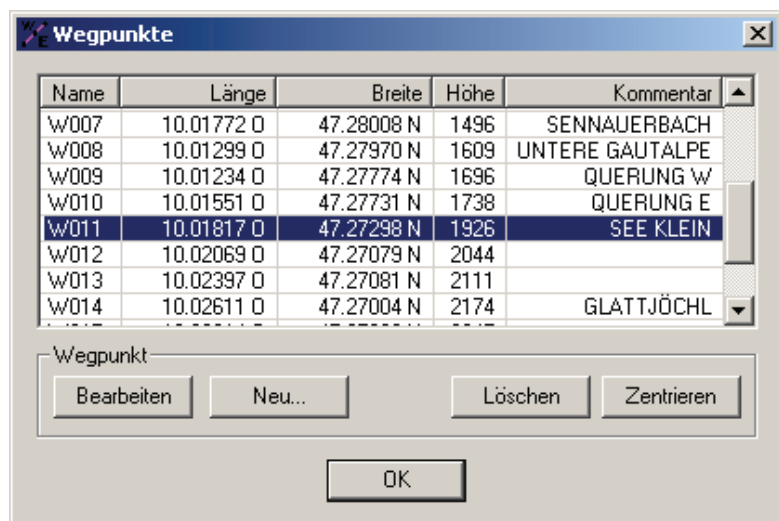 Wegpunkte
Name Länge Breite Höhe Kommentar
W007 10.01772 O 47.28008 N 1496 SENNAUERBACH
W008 10.01299 O 47.27970 N 1609 UNTERE GAUTALPE
W009 10.01234 O 47.27774 N 1696 QUERUNG W
W010 10.01551 O 47.27731 N 1738 QUERUNG E
W011 10.01817 O 47.27298 N 1926 SEE KLEIN
W012 10.02069 O 47.27079 N 2044
W013 10.02397 O 47.27081 N 2111
W014 10.02611 O 47.27004 N 2174 GLATTJÖCHL
Wegpunkt
Bearbeiten Neu... Löschen Zentrieren
OK